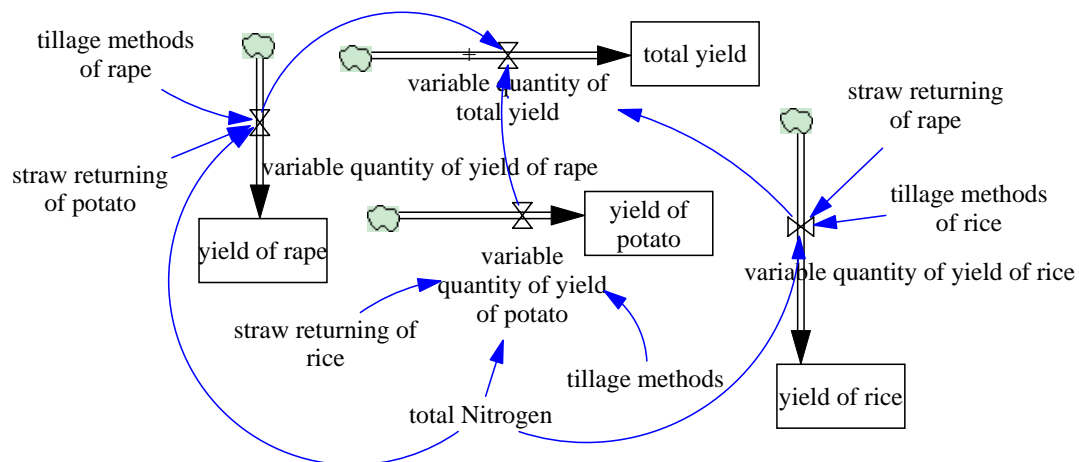 tillage methods
of rape
total yield
variable quantity of
total yield
straw returning
of rape
straw returning
of potato
variable quantity of yield of rape
tillage methods
of rice
yield of rape
yield of
potato
variable
quantity of yield
of potato
variable quantity of yield of rice
straw returning of
rice
tillage methods
yield of rice
total Nitrogen